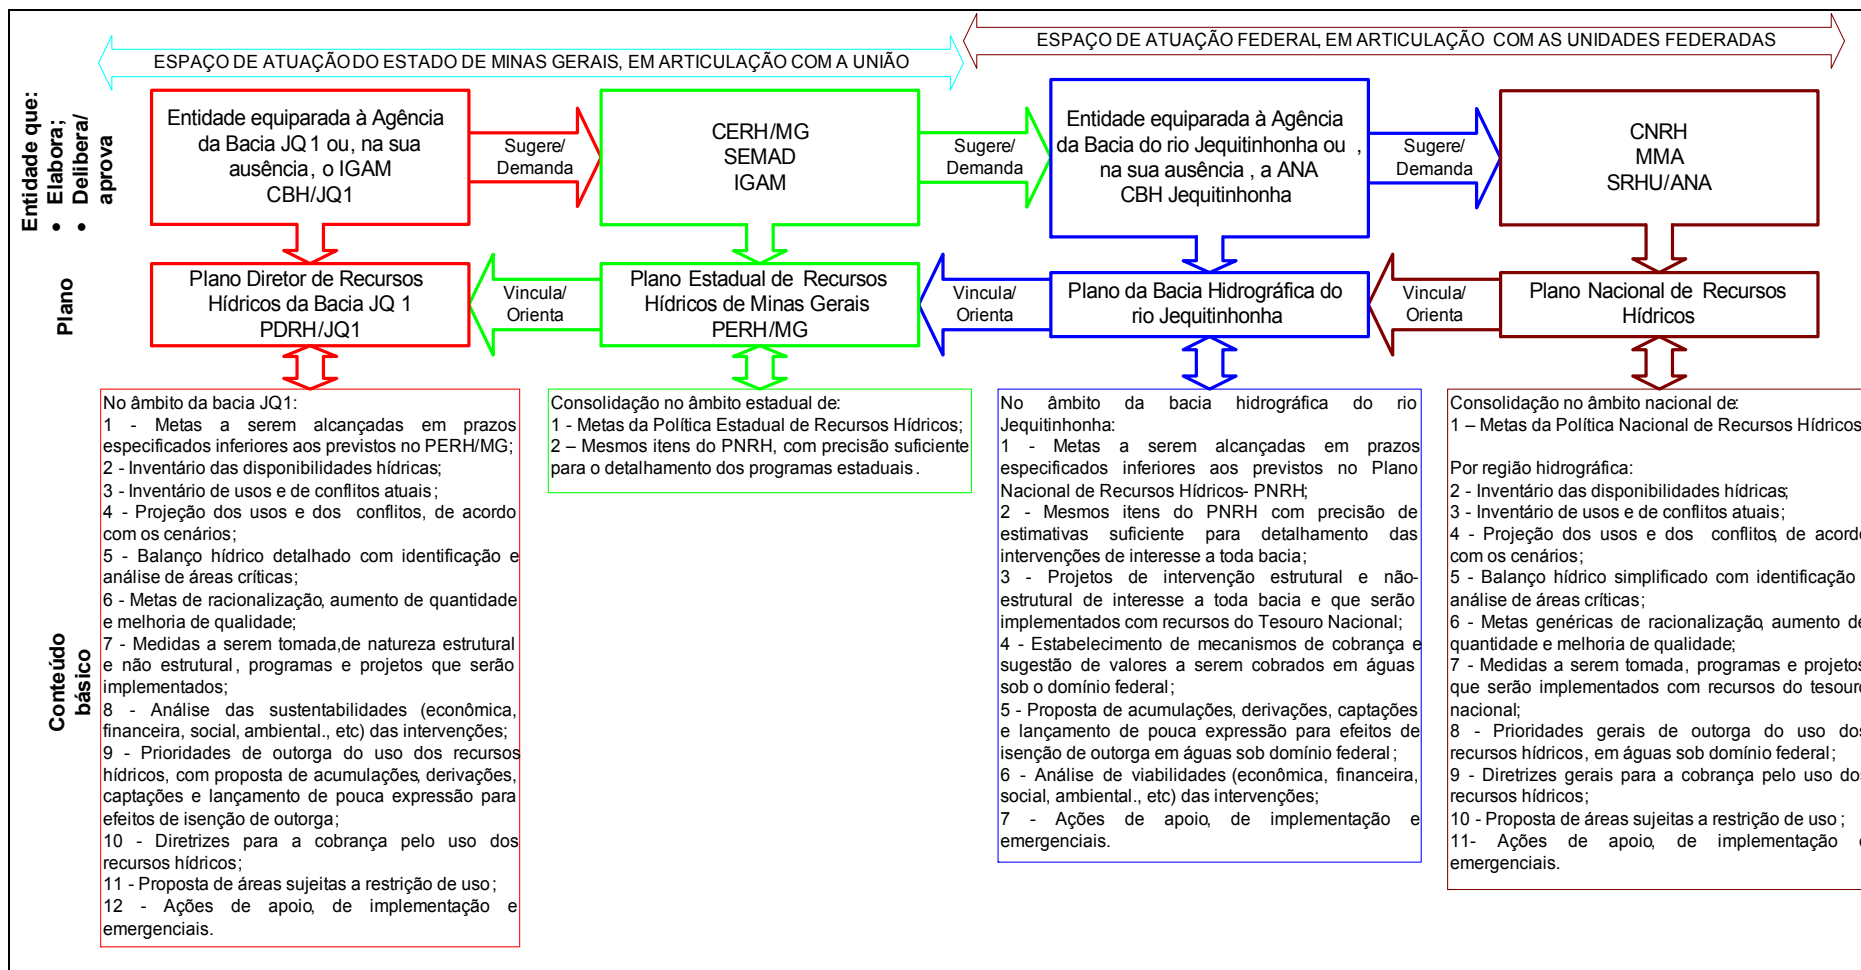 ESPAÇO DE ATUAÇÃO DO ESTADO DE MINAS GERAIS, EM ARTICULAÇÃO COM A UNIÃO
ESPAÇO DE ATUAÇÃO FEDERAL, EM ARTICULAÇÃO COM AS UNIDADES FEDERADAS
Entidade que:
• Elabora;
• Delibera/
aprova
Entidade equiparada à Agência
da Bacia JQ1 ou, na sua
ausência, o IGAM
CBH/JQ1
Sugere/
Demanda
CERH/MG
SEMAD
IGAM
Sugere/
Demanda
Entidade equiparada à Agência
da Bacia do rio Jequitinhonha ou ,
na sua ausência , a ANA
CBH Jequitinhonha
Sugere/
Demanda
CNRH
MMA
SRHU/ANA
Plano
Plano Diretor de Recursos
Hídricos da Bacia JQ 1
PDRH/JQ1
Vincula/
Orienta
Plano Estadual de Recursos
Hídricos de Minas Gerais
PERH/MG
Vincula/
Orienta
Plano da Bacia Hidrográfica do
rio Jequitinhonha
Vincula/
Orienta
Plano Nacional de Recursos
Hídricos
Conteúdo
básico
No âmbito da bacia JQ1:
1 - Metas a serem alcançadas em prazos
especificados inferiores aos previstos no PERH/MG;
2 - Inventário das disponibilidades hídricas;
3 - Inventário de usos e de conflitos atuais;
4 - Projeção dos usos e dos conflitos, de acordo
com os cenários;
5 - Balanço hídrico detalhado com identificação e
análise de áreas críticas;
6 - Metas de racionalização, aumento de quantidade
e melhoria de qualidade;
7 - Medidas a serem tomada,de natureza estrutural
e não estrutural, programas e projetos que serão
implementados;
8 - Análise das sustentabilidades (econômica,
financeira, social, ambiental., etc) das intervenções;
9 - Prioridades de outorga do uso dos recursos
hídricos, com proposta de acumulações, derivações,
captações e lançamento de pouca expressão para
efeitos de isenção de outorga;
10 - Diretrizes para a cobrança pelo uso dos
recursos hídricos;
11 - Proposta de áreas sujeitas a restrição de uso;
12 - Ações de apoio, de implementação e
emergenciais.
Consolidação no âmbito estadual de:
1 - Metas da Política Estadual de Recursos Hídricos;
2 – Mesmos itens do PNRH, com precisão suficiente
para o detalhamento dos programas estaduais.
No âmbito da bacia hidrográfica do rio
Jequitinhonha:
1 - Metas a serem alcançadas em prazos
especificados inferiores aos previstos no Plano
Nacional de Recursos Hídricos- PNRH;
2 - Mesmos itens do PNRH com precisão de
estimativas suficiente para detalhamento das
intervenções de interesse a toda bacia;
3 - Projetos de intervenção estrutural e não-
estrutural de interesse a toda bacia e que serão
implementados com recursos do Tesouro Nacional;
4 - Estabelecimento de mecanismos de cobrança e
sugestão de valores a serem cobrados em águas
sob o domínio federal;
5 - Proposta de acumulações, derivações, captações
e lançamento de pouca expressão para efeitos de
isenção de outorga em águas sob domínio federal;
6 - Análise de viabilidades (econômica, financeira,
social, ambiental., etc) das intervenções;
7 - Ações de apoio, de implementação e
emergenciais.
Consolidação no âmbito nacional de:
1 – Metas da Política Nacional de Recursos Hídricos
Por região hidrográfica:
2 - Inventário das disponibilidades hídricas;
3 - Inventário de usos e de conflitos atuais;
4 - Projeção dos usos e dos conflitos, de acordo
com os cenários;
5 - Balanço hídrico simplificado com identificação
análise de áreas críticas;
6 - Metas genéricas de racionalização, aumento de
quantidade e melhoria de qualidade;
7 - Medidas a serem tomada, programas e projetos
que serão implementados com recursos do tesouro
nacional;
8 - Prioridades gerais de outorga do uso dos
recursos hídricos, em águas sob domínio federal;
9 - Diretrizes gerais para a cobrança pelo uso dos
recursos hídricos;
10 - Proposta de áreas sujeitas a restrição de uso;
11- Ações de apoio, de implementação e
emergenciais.